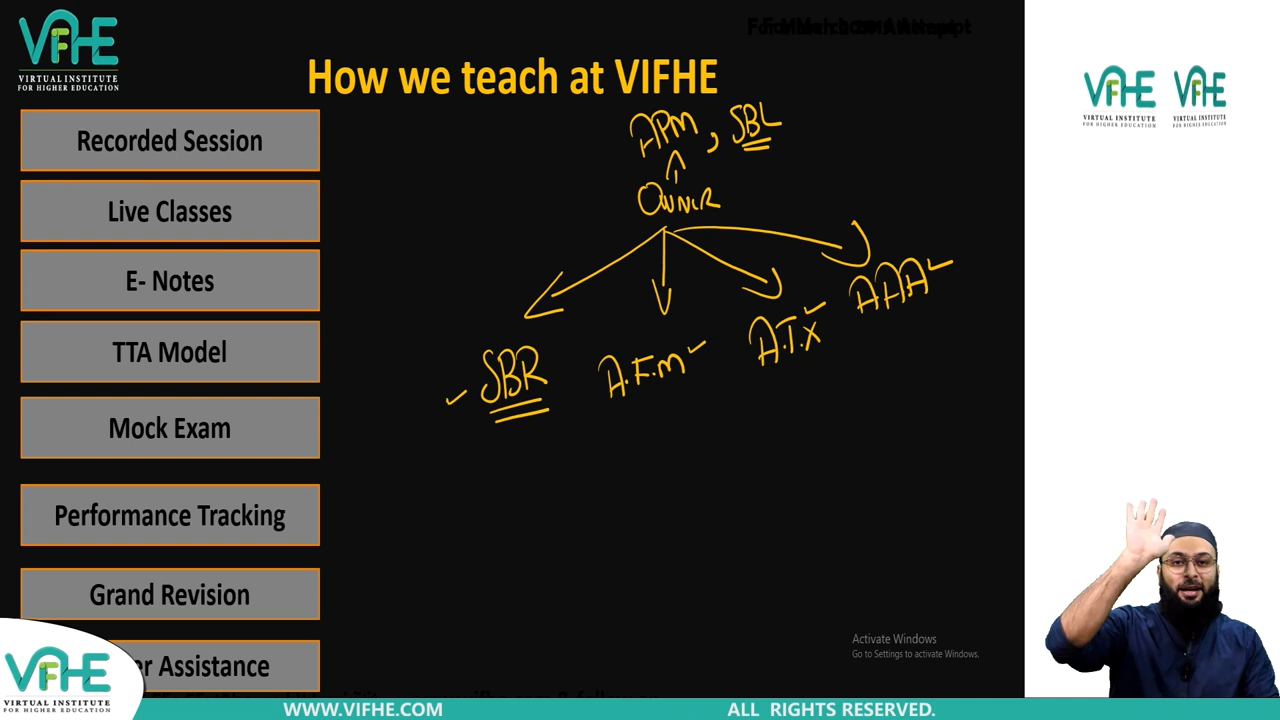 VIFHE
VIRTUAL INSTITUTE
FOR HIGHER EDUCATION
How we teach at VIFHE
VIFHE VIFHE
VIRTUAL INSTITUTE VIRTUAL INSTITUTE
FOR HIGHER EDUCATION FOR HIGHER EDUCATION
Recorded Session
Live Classes
E- Notes
TTA Model
Mock Exam
Performance Tracking
Grand Revision
Assistance
APM, SBL
OWNER
SBR
A.F.M
A.T.X
AAA
Activate Windows
Go to Settings to activate Windows.
VIFHE
VIRTUAL INSTITUTE
FOR HIGHER EDUCATION
WWW.VIFHE.COM
ALL RIGHTS RESERVED.